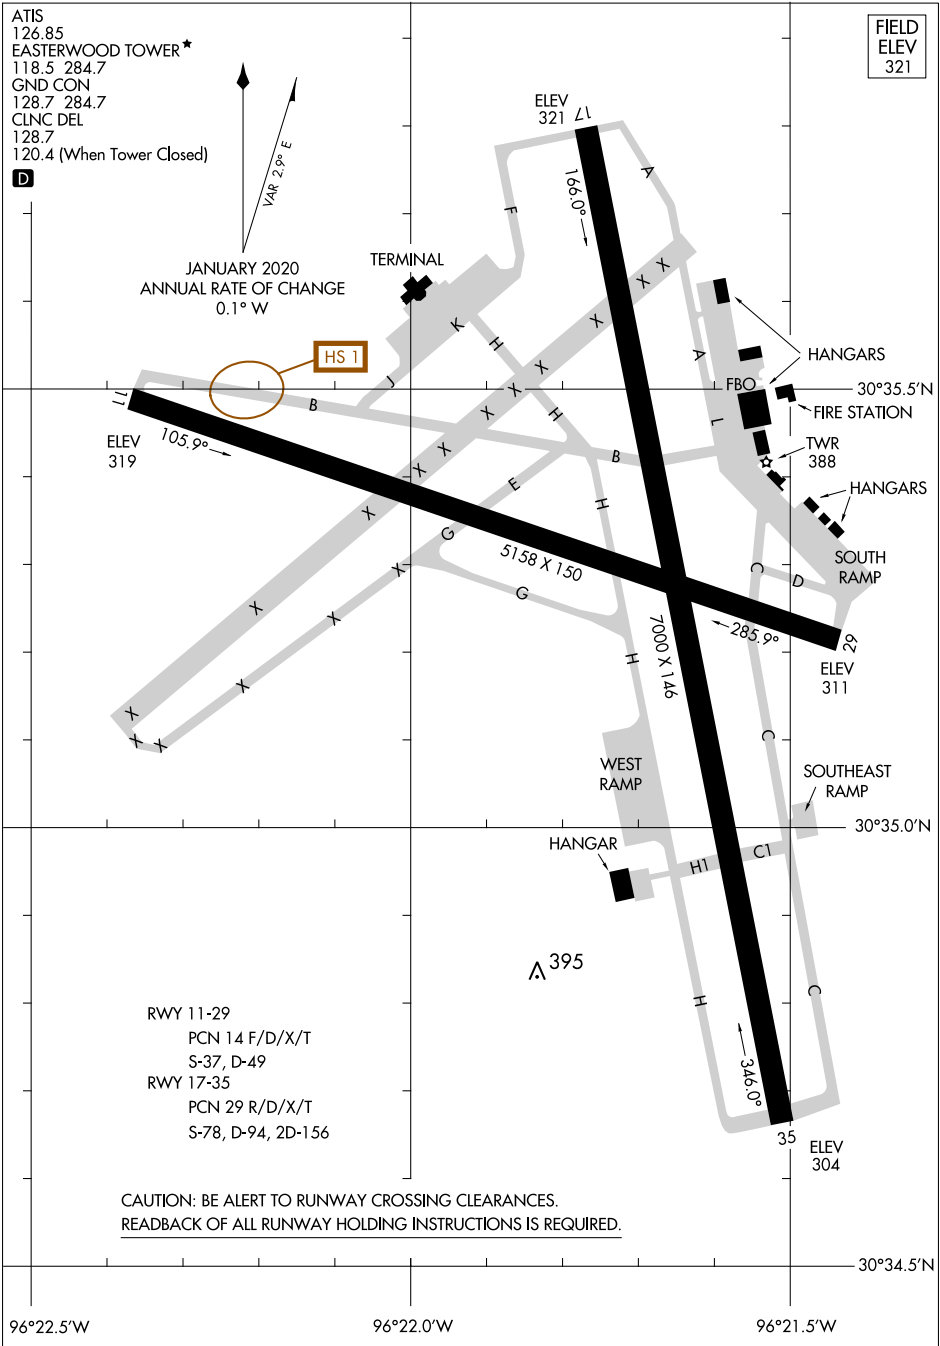 ATIS
126.85
EASTERWOOD TOWER★
118.5 284.7
GND CON
128.7 284.7
CLNC DEL
128.7
120.4 (When Tower Closed)
D
FIELD
ELEV
321
VAR 2.9° E
JANUARY 2020
ANNUAL RATE OF CHANGE
0.1° W
ELEV
321
17
166.0°
A
F
TERMINAL
X
X
K
H
X
HS 1
J
A
HANGARS
X
FBO
30°35.5'N
X
11
B
X
H
L
FIRE STATION
ELEV
319
105.9°
X
B
TWR
388
X
E
HANGARS
X
H
G
5158 X 150
SOUTH
RAMP
X
C
D
G
X
X
285.9°
29
H
7000 X 146
ELEV
311
X
X
X
X
C
WEST
RAMP
SOUTHEAST
RAMP
30°35.0'N
HANGAR
H1
C1
395
H
C
RWY 11-29
PCN 14 F/D/X/T
S-37, D-49
RWY 17-35
PCN 29 R/D/X/T
S-78, D-94, 2D-156
346.0°
35
ELEV
304
CAUTION: BE ALERT TO RUNWAY CROSSING CLEARANCES.
READBACK OF ALL RUNWAY HOLDING INSTRUCTIONS IS REQUIRED.
30°34.5'N
96°22.5'W
96°22.0'W
96°21.5'W